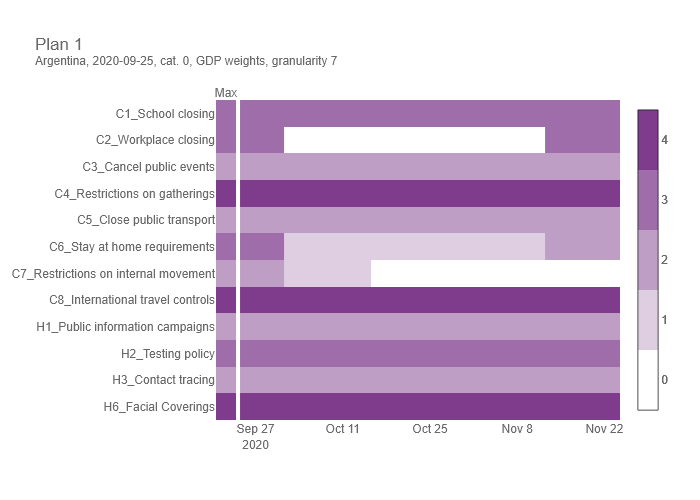 Plan 1
Argentina, 2020-09-25, cat. 0, GDP weights, granularity 7
Max
C1_School closing
C2_Workplace closing
C3_Cancel public events
C4_Restrictions on gatherings
C5_Close public transport
C6_Stay at home requirements
C7_Restrictions on internal movement
C8_International travel controls
H1_Public information campaigns
H2_Testing policy
H3_Contact tracing
H6_Facial Coverings
4
3
2
1
0
Sep 27 Oct 11 Oct 25 Nov 8 Nov 22
2020